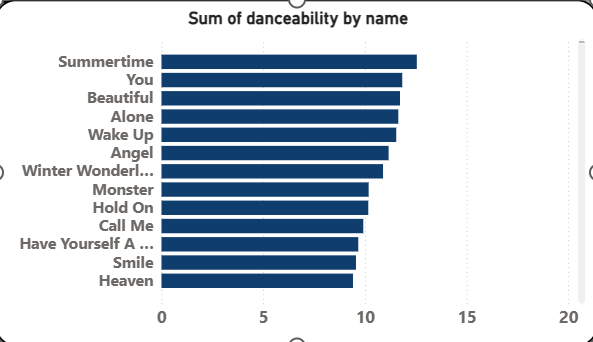 Sum of danceability by name
Summertime
You
Beautiful
Alone
Wake Up
Angel
Winter Wonderl...
Monster
Hold On
Call Me
Have Yourself A ...
Smile
Heaven
0 5 10 15 20